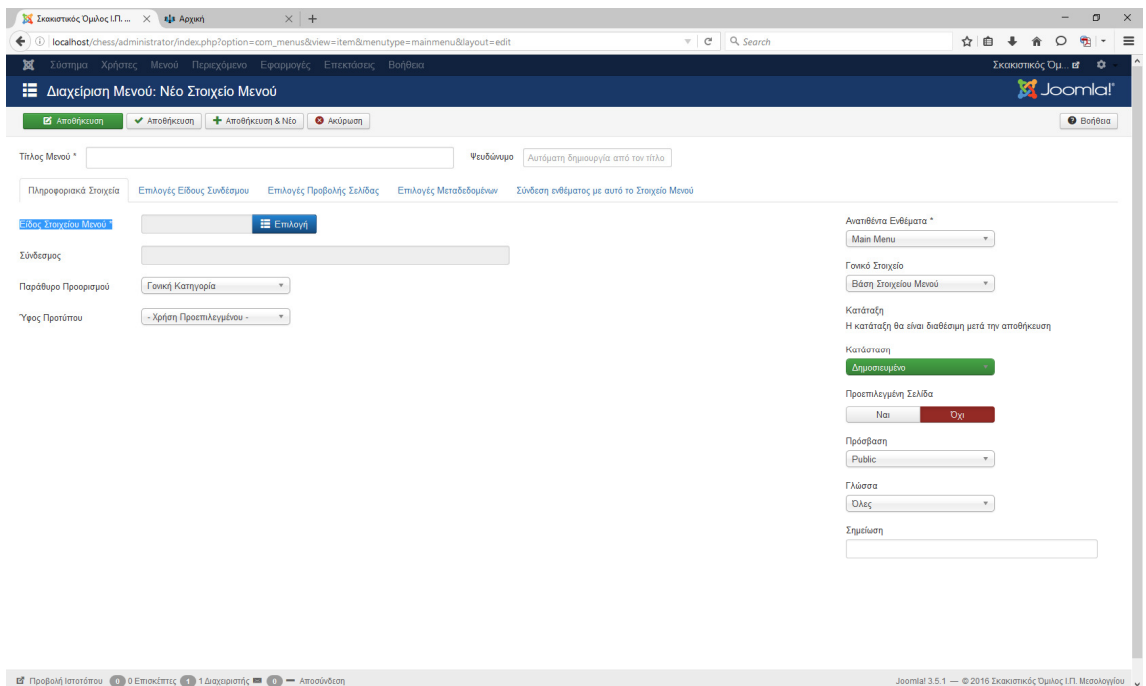 Σκακιστικός Όμιλος Ι.Π. ... Αρχική
localhost/chess/administrator/index.php?option=com_menus&view=item&menutype=mainmenu&layout=edit Search
Σύστημα Χρήστες Μενού Περιεχόμενο Εφαρμογές Επεκτάσεις Βοήθεια Σκακιστικός Όμ...
Διαχείριση Μενού: Νέο Στοιχείο Μενού Joomla!
Αποθήκευση Αποθήκευση Αποθήκευση & Νέο Ακύρωση Βοήθεια
Τίτλος Μενού * Ψευδώνυμο Αυτόματη δημιουργία από τον τίτλο
Πληροφοριακά Στοιχεία Επιλογές Είδους Συνδέσμου Επιλογές Προβολής Σελίδας Επιλογές Μεταδεδομένων Σύνδεση ενθέματος με αυτό το Στοιχείο Μενού
Είδος Στοιχείου Μενού * Επιλογή
Σύνδεσμος
Παράθυρο Προορισμού Γονική Κατηγορία
Ύφος Προτύπου - Χρήση Προεπιλεγμένου -
Ανατιθέντα Ενθέματα *
Main Menu
Γονικό Στοιχείο
Βάση Στοιχείου Μενού
Κατάταξη
Η κατάταξη θα είναι διαθέσιμη μετά την αποθήκευση
Κατάσταση
Δημοσιευμένο
Προεπιλεγμένη Σελίδα
Ναι Όχι
Πρόσβαση
Public
Γλώσσα
Όλες
Σημείωση
Προβολή Ιστοτόπου 0 0 Επισκέπτες 1 1 Διαχειριστής 0 Αποσύνδεση Joomla! 3.5.1 — © 2016 Σκακιστικός Όμιλος Ι.Π. Μεσολογγίου